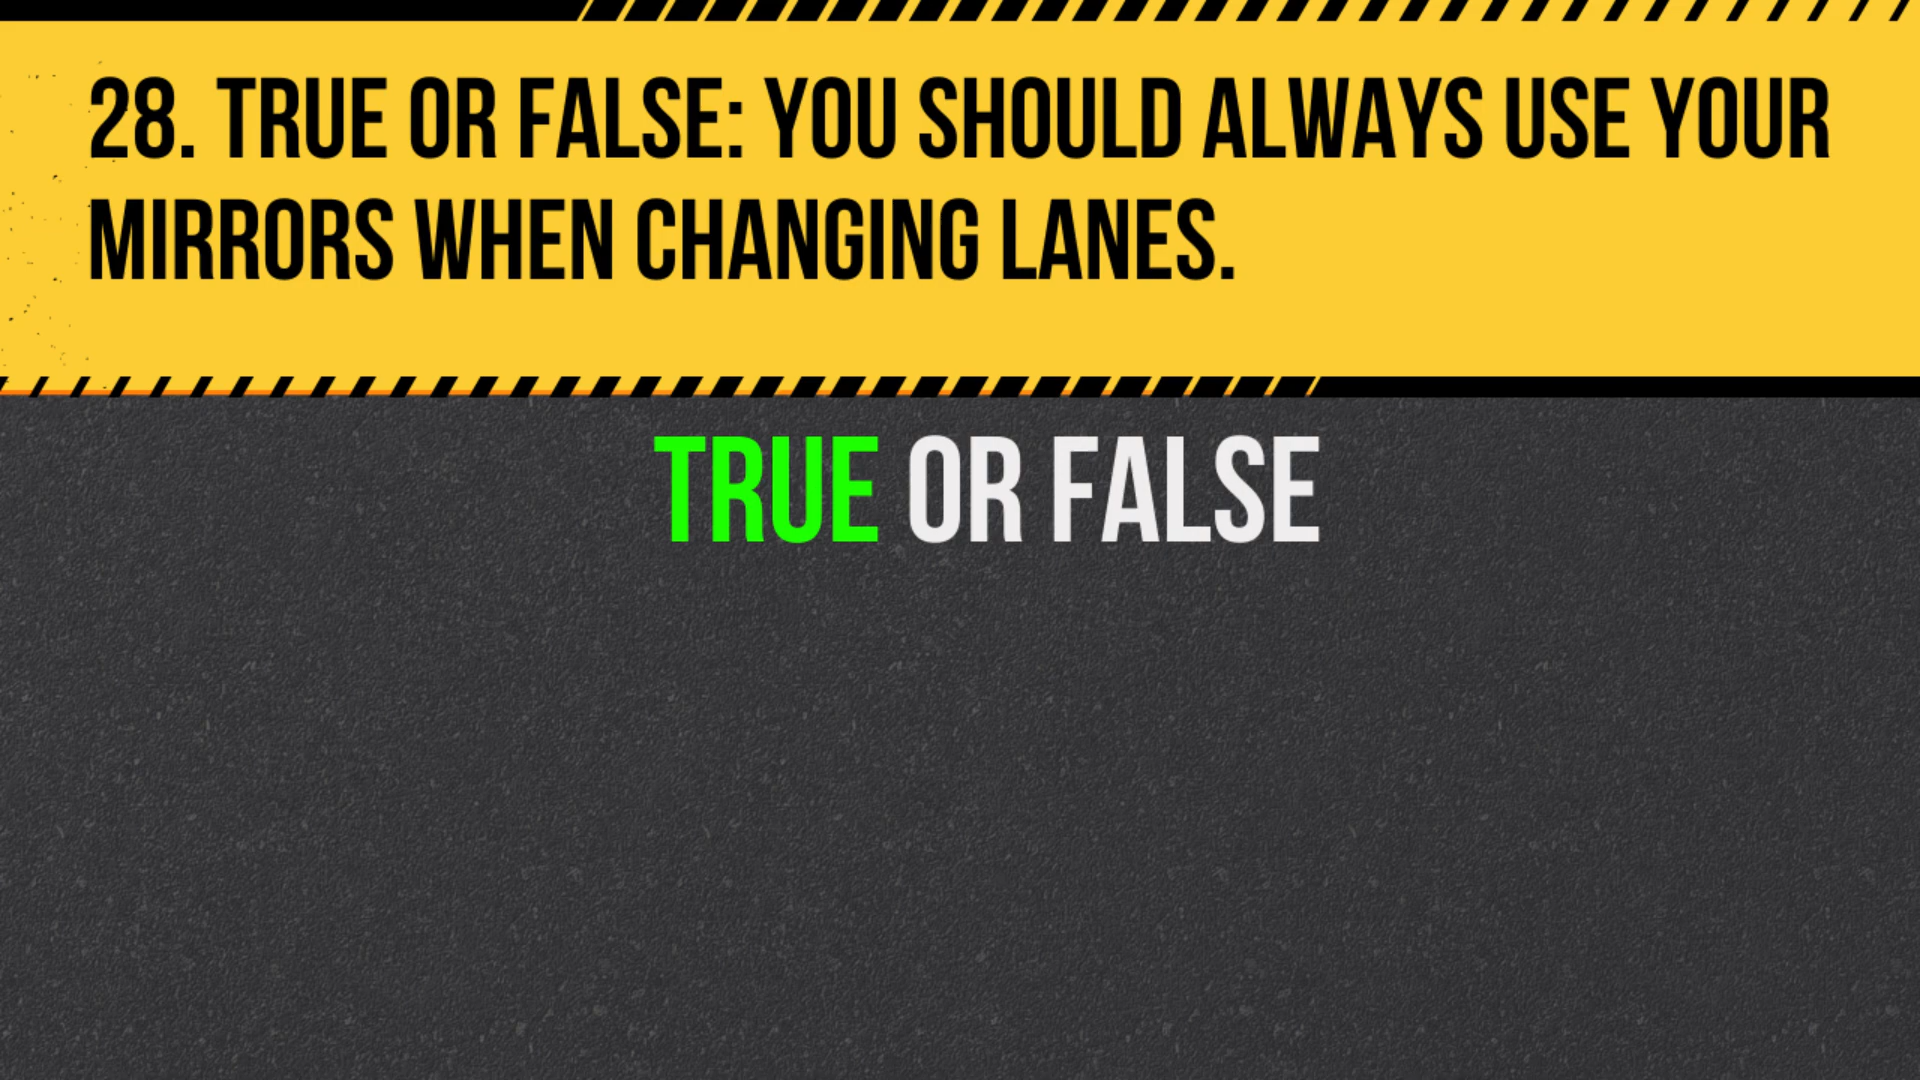 28. TRUE OR FALSE: YOU SHOULD ALWAYS USE YOUR
MIRRORS WHEN CHANGING LANES.
TRUE OR FALSE